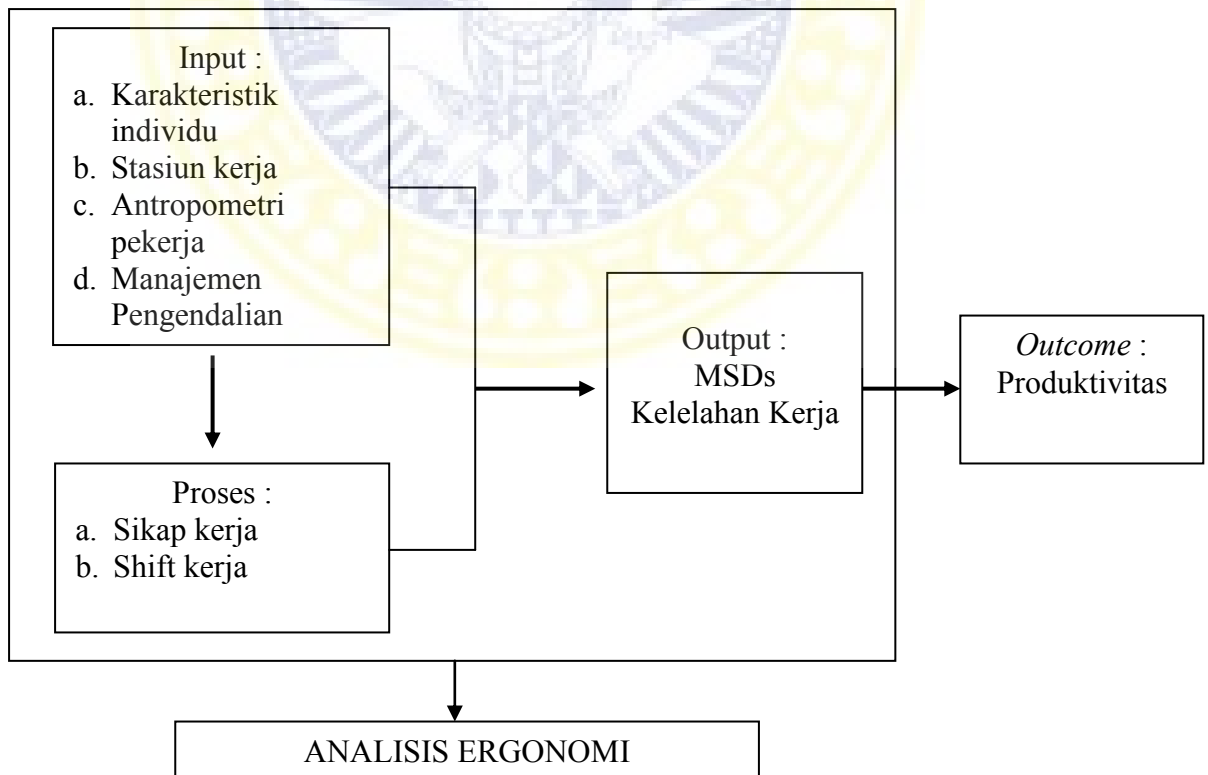 Input :
a. Karakteristik
individu
b. Stasiun kerja
c. Antropometri
pekerja
d. Manajemen
Pengendalian
Proses :
a. Sikap kerja
b. Shift kerja
Output :
MSDs
Kelelahan Kerja
Outcome :
Produktivitas
ANALISIS ERGONOMI